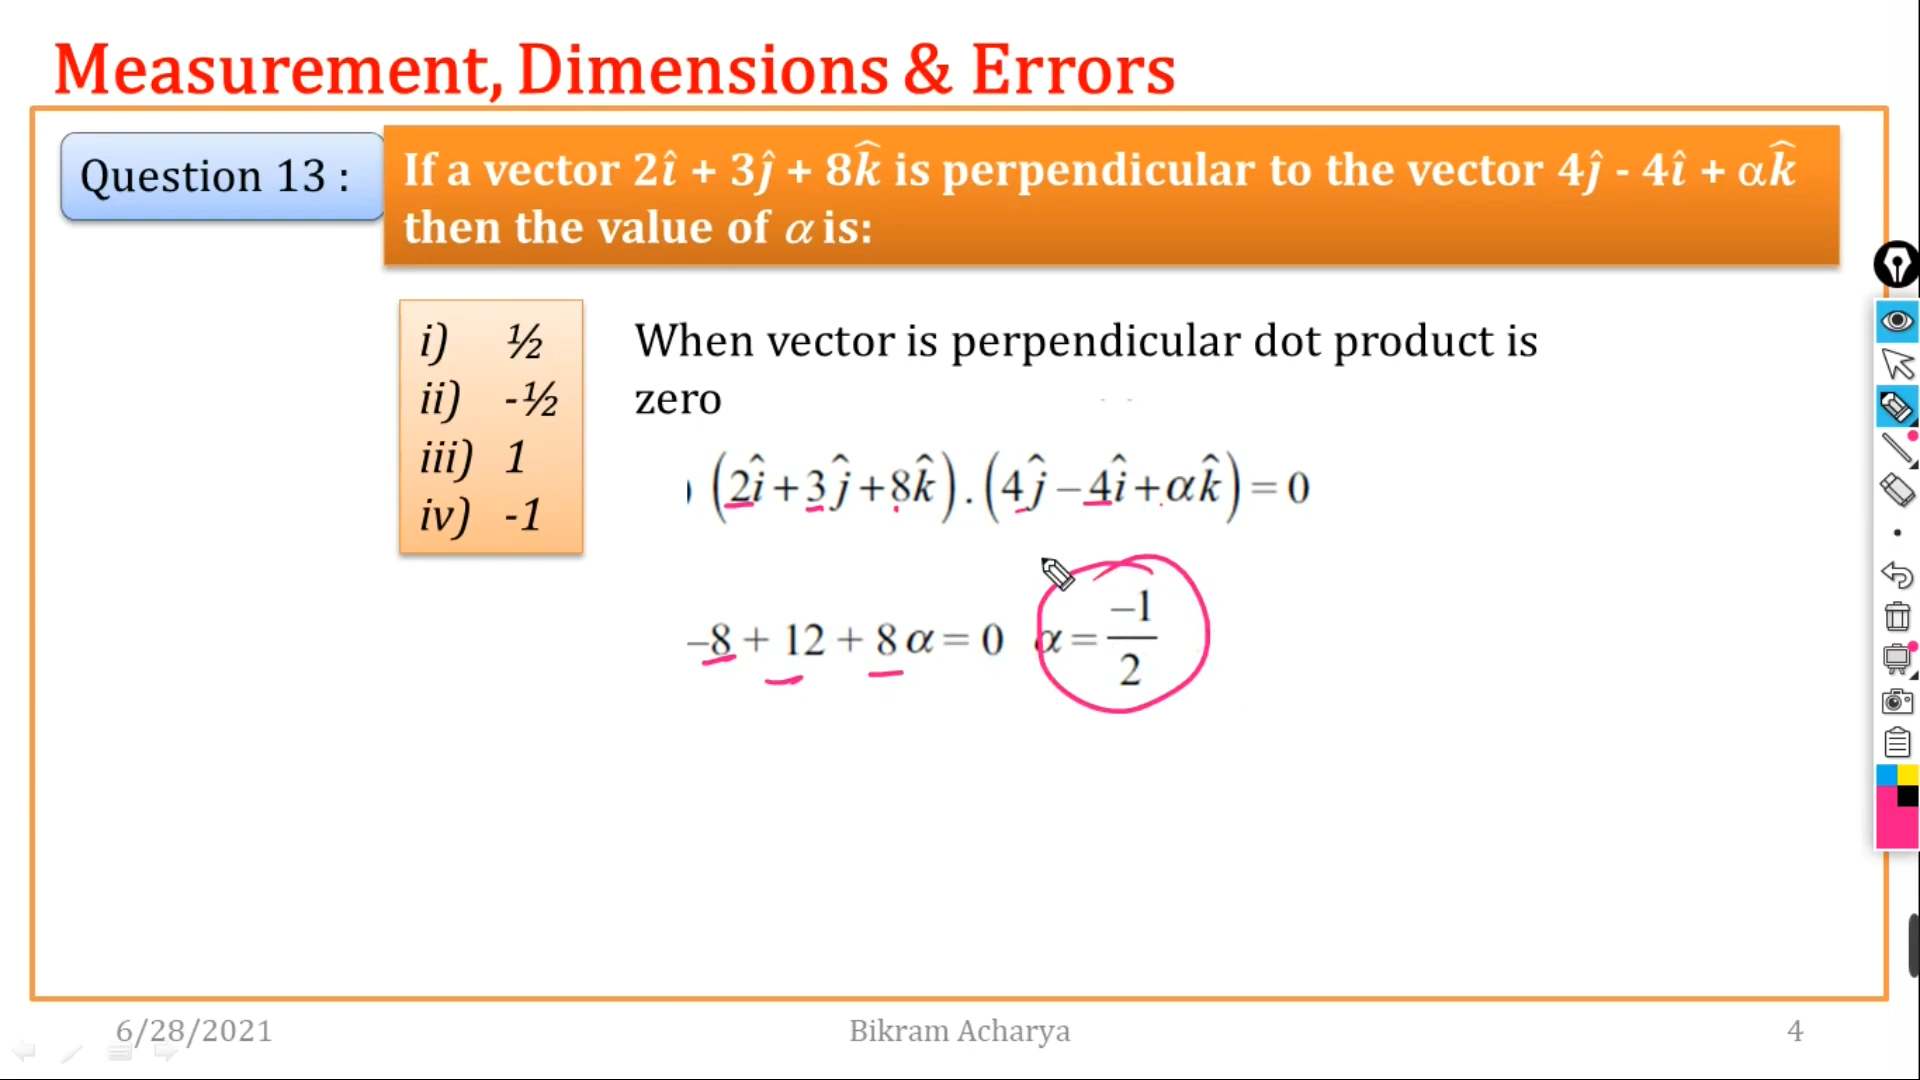 Measurement, Dimensions & Errors
Question 13 :
If a vector 2î + 3ĵ + 8k̂ is perpendicular to the vector 4ĵ - 4î + αk̂
then the value of α is:
i) ½
ii) -½
iii) 1
iv) -1
When vector is perpendicular dot product is
zero
(2î+3ĵ+8k̂).(4ĵ–4î+αk̂)=0
–8+12+8α=0 α=–1/2
6/28/2021
Bikram Acharya
4